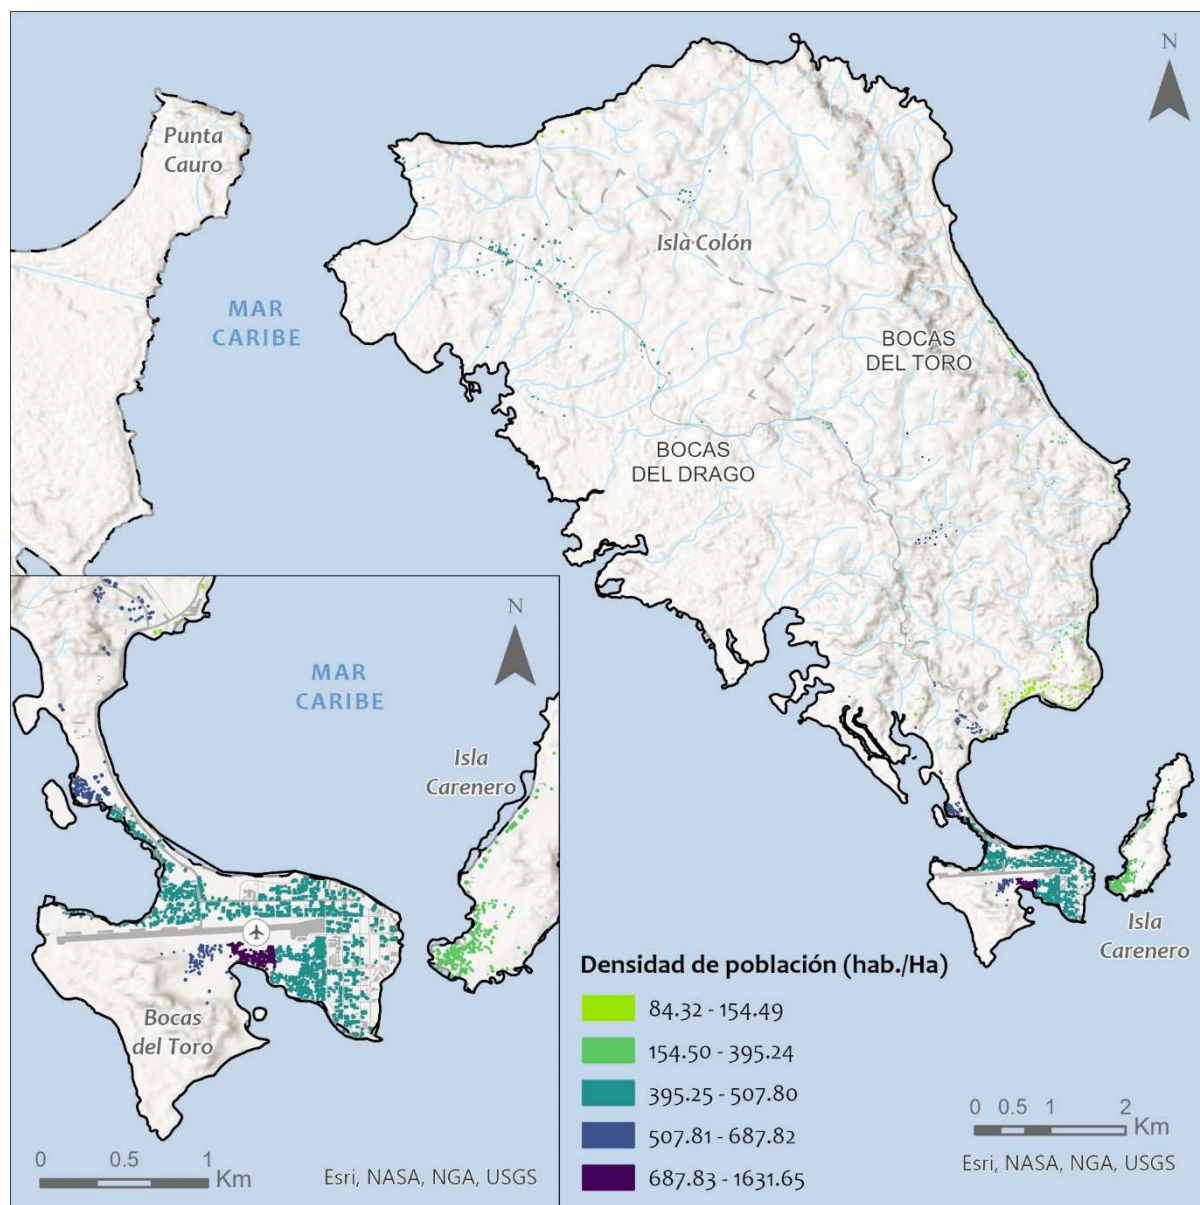 Punta
Cauro
MAR
CARIBE
N
Isla Colón
BOCAS
DEL TORO
BOCAS
DEL DRAGO
Isla
Carenero
N
MAR
CARIBE
Isla
Carenero
Bocas
del Toro
0 0.5 1
Km
Esri, NASA, NGA, USGS
Densidad de población (hab./Ha)
84.32 - 154.49
154.50 - 395.24
395.25 - 507.80
507.81 - 687.82
687.83 - 1631.65
0 0.5 1 2
Km
Esri, NASA, NGA, USGS